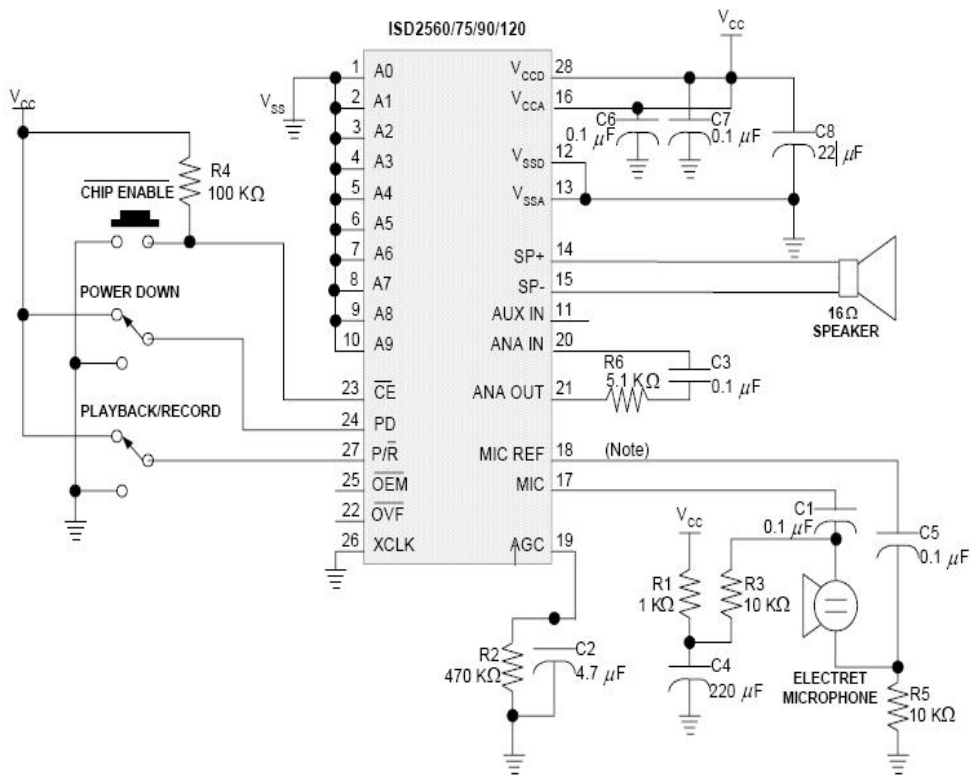 ISD2560/75/90/120
VCC
VCC
VSS
1 A0
2 A1
3 A2
4 A3
5 A4
6 A5
7 A6
8 A7
9 A8
10 A9
23 CE
24 PD
27 P/R
25 OEM
22 OVF
26 XCLK
VCCD 28
VCCA 16
VSSD 12
VSSA 13
SP+ 14
SP- 15
AUX IN 11
ANA IN 20
ANA OUT 21
MIC REF 18 (Note)
MIC 17
AGC 19
R4
100 KΩ
CHIP ENABLE
POWER DOWN
PLAYBACK/RECORD
C6
0.1 μF
C7
0.1 μF
C8
22 μF
16Ω
SPEAKER
R6
5.1 KΩ
C3
0.1 μF
C1
0.1 μF
C5
0.1 μF
VCC
R1
1 KΩ
R3
10 KΩ
R2
470 KΩ
C2
4.7 μF
C4
220 μF
ELECTRET
MICROPHONE
R5
10 KΩ